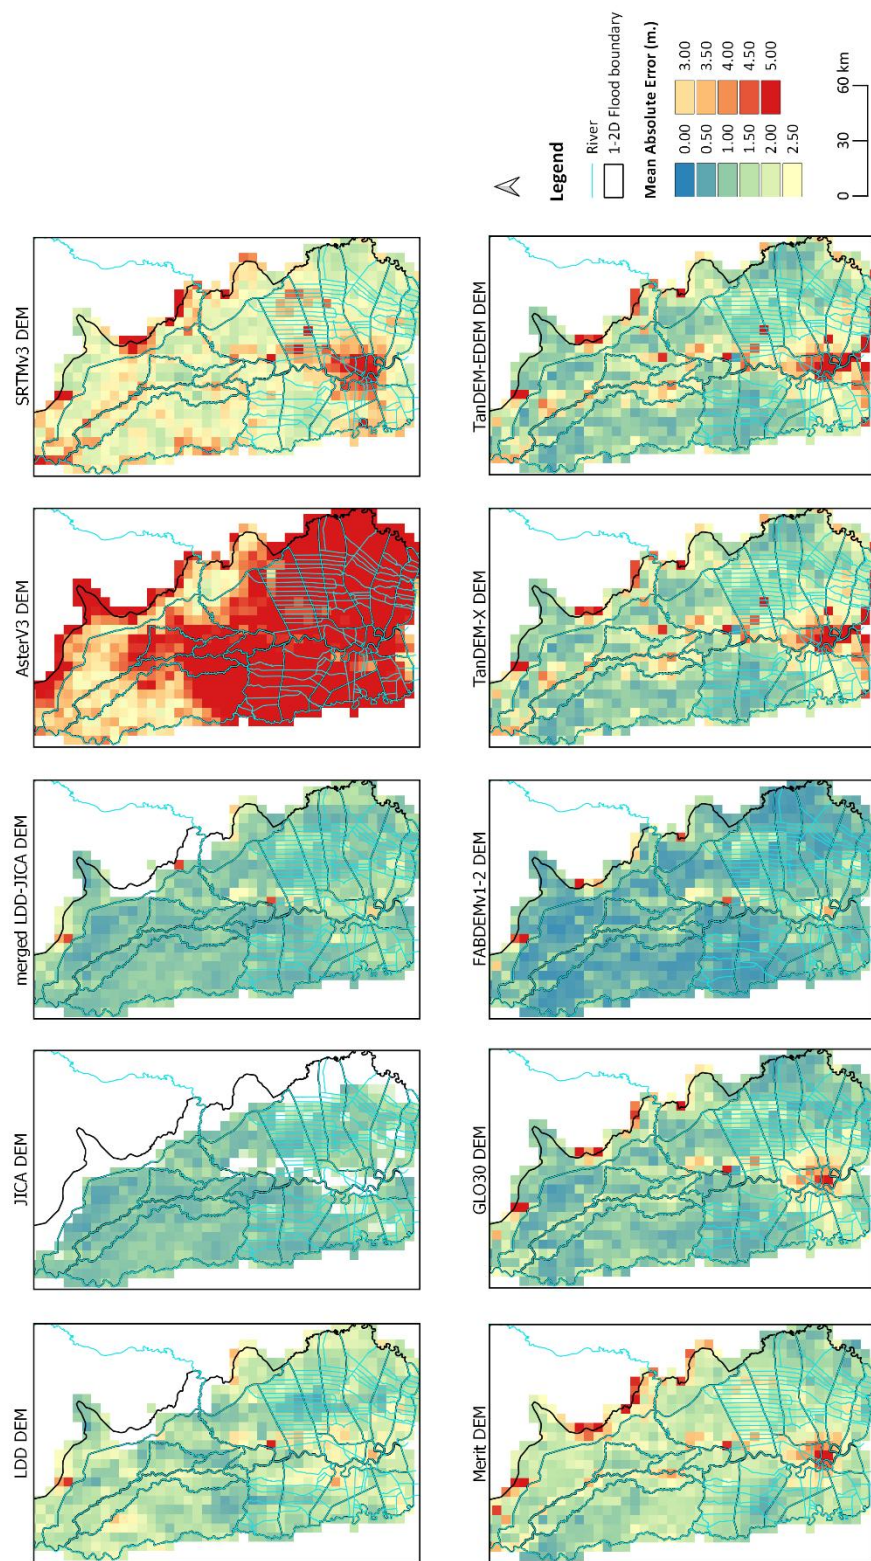 LDD DEM
JICA DEM
merged LDD-JICA DEM
AsterV3 DEM
SRTMv3 DEM
Merit DEM
GLO30 DEM
FABDEMv1-2 DEM
TanDEM-X DEM
TanDEM-EDEM DEM
Legend
River
1-2D Flood boundary
Mean Absolute Error (m.)
0.00 3.00
0.50 3.50
1.00 4.00
1.50 4.50
2.00 5.00
2.50
0 30 60 km